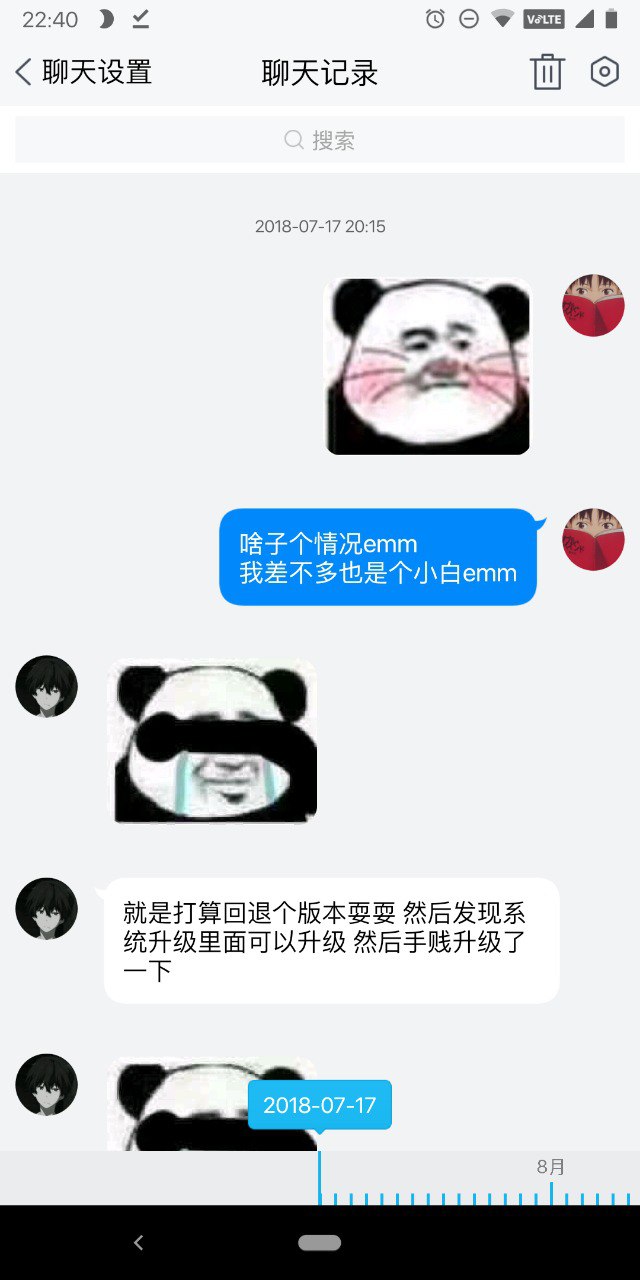 22:40
VoLTE
聊天设置
聊天记录
搜索
2018-07-17 20:15
啥子个情况emm
我差不多也是个小白emm
就是打算回退个版本耍耍 然后发现系
统升级里面可以升级 然后手贱升级了
一下
2018-07-17
8月